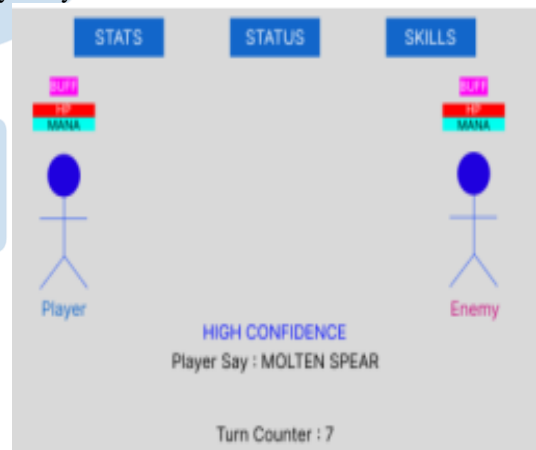 STATS STATUS SKILLS
BUFF BUFF
HP HP
MANA MANA
Player Enemy
HIGH CONFIDENCE
Player Say : MOLTEN SPEAR
Turn Counter : 7